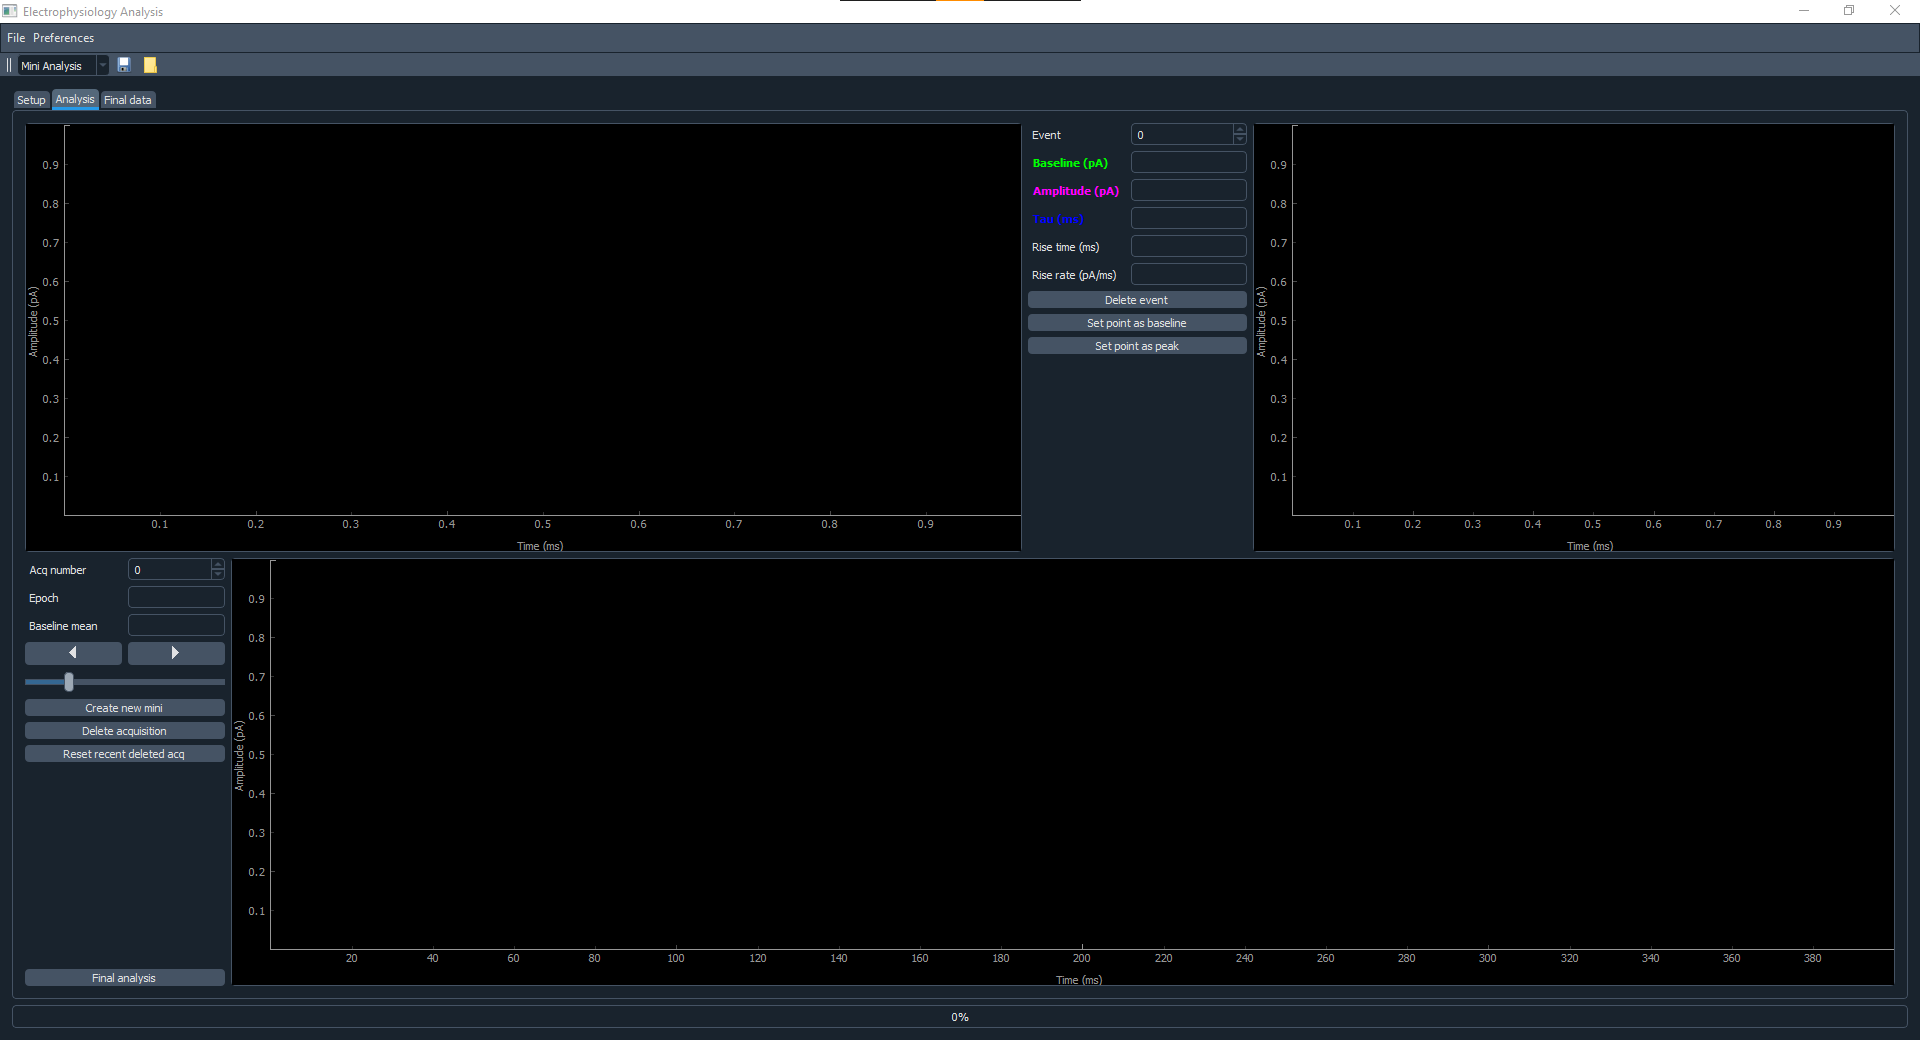 Electrophysiology Analysis
File Preferences
Mini Analysis
Setup Analysis Final data
Amplitude (pA)
0.9
0.8
0.7
0.6
0.5
0.4
0.3
0.2
0.1
0.1 0.2 0.3 0.4 0.5 0.6 0.7 0.8 0.9
Time (ms)
Event 0
Baseline (pA)
Amplitude (pA)
Tau (ms)
Rise time (ms)
Rise rate (pA/ms)
Delete event
Set point as baseline
Set point as peak
Amplitude (pA)
0.9
0.8
0.7
0.6
0.5
0.4
0.3
0.2
0.1
0.1 0.2 0.3 0.4 0.5 0.6 0.7 0.8 0.9
Time (ms)
Acq number 0
Epoch
Baseline mean
Create new mini
Delete acquisition
Reset recent deleted acq
Final analysis
Amplitude (pA)
0.9
0.8
0.7
0.6
0.5
0.4
0.3
0.2
0.1
20 40 60 80 100 120 140 160 180 200 220 240 260 280 300 320 340 360 380
Time (ms)
0%